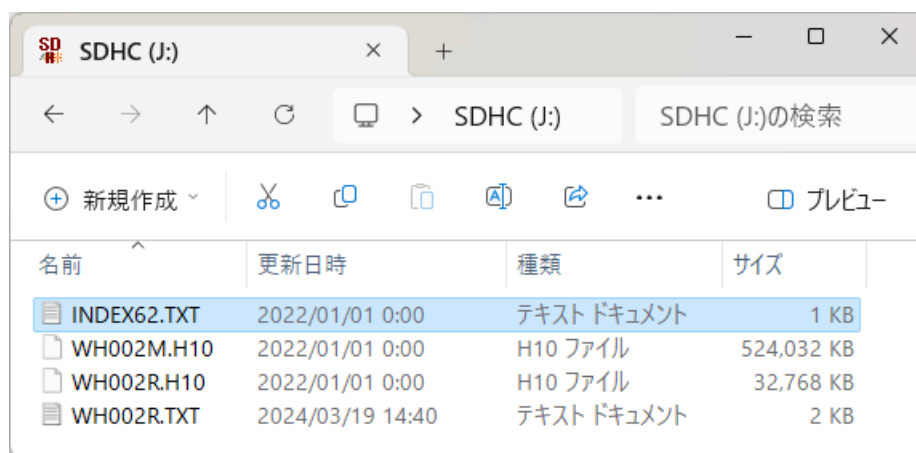 SDHC (J:)
SDHC (J:) SDHC (J:)の検索
新規作成 プレビュー
名前 更新日時 種類 サイズ
INDEX62.TXT 2022/01/01 0:00 テキスト ドキュメント 1 KB
WH002M.H10 2022/01/01 0:00 H10 ファイル 524,032 KB
WH002R.H10 2022/01/01 0:00 H10 ファイル 32,768 KB
WH002R.TXT 2024/03/19 14:40 テキスト ドキュメント 2 KB